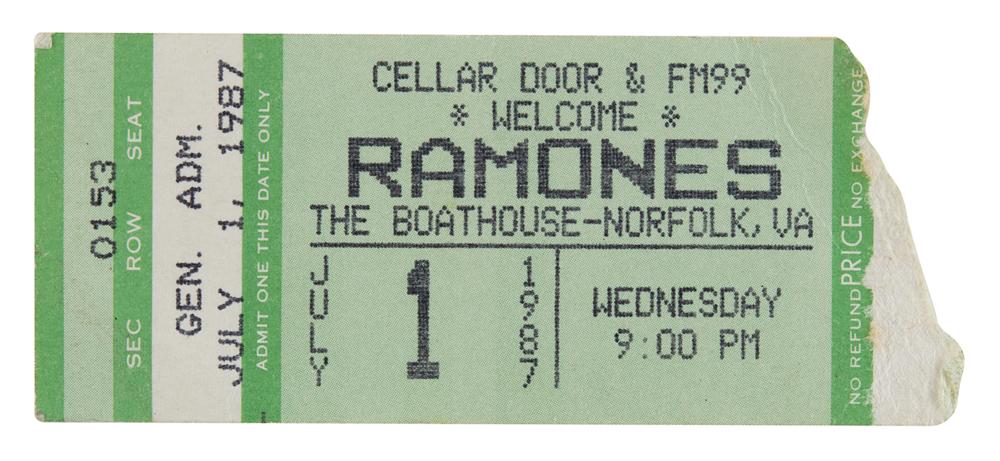 SEC ROW SEAT
0153
GEN. ADM.
JULY 1, 1987
ADMIT ONE THIS DATE ONLY
CELLAR DOOR & FM99
* WELCOME *
RAMONES
THE BOATHOUSE-NORFOLK, VA
JULY 1 1987
WEDNESDAY
9:00 PM
NO REFUND PRICE NO EXCHANGE